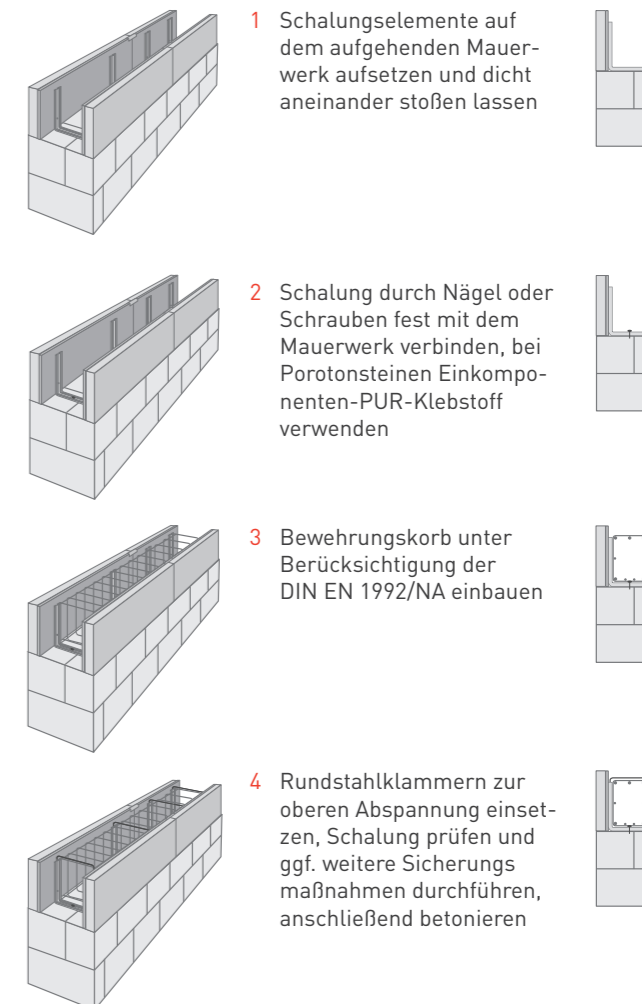 1 Schalungselemente auf
dem aufgehenden Mauer-
werk aufsetzen und dicht
aneinander stoßen lassen
2 Schalung durch Nägel oder
Schrauben fest mit dem
Mauerwerk verbinden, bei
Porotonsteinen Einkompo-
nenten-PUR-Klebstoff
verwenden
3 Bewehrungskorb unter
Berücksichtigung der
DIN EN 1992/NA einbauen
4 Rundstahlklammern zur
oberen Abspannung einset-
zen, Schalung prüfen und
ggf. weitere Sicherungs
maßnahmen durchführen,
anschließend betonieren